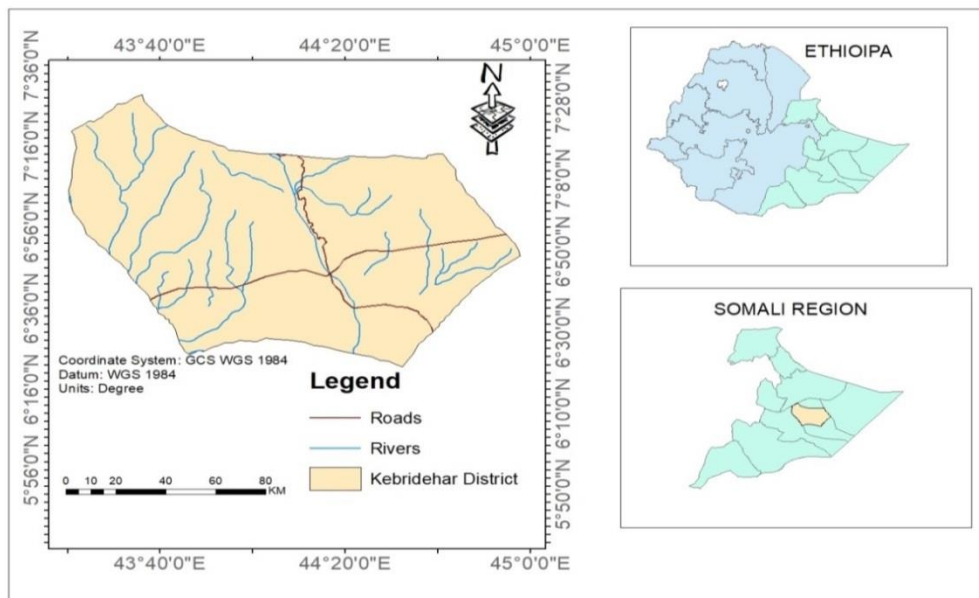 43°40'0"E 44°20'0"E 45°0'0"E
7°36'0"N
7°16'0"N
6°56'0"N
6°36'0"N
6°16'0"N
5°56'0"N
N
7°28'0"N
7°8'0"N
6°50'0"N
6°30'0"N
6°10'0"N
5°50'0"N
Coordinate System: GCS WGS 1984
Datum: WGS 1984
Units: Degree
Legend
Roads
Rivers
Kebridehar District
0 10 20 40 60 80
KM
43°40'0"E 44°20'0"E 45°0'0"E
ETHIOIPA
SOMALI REGION